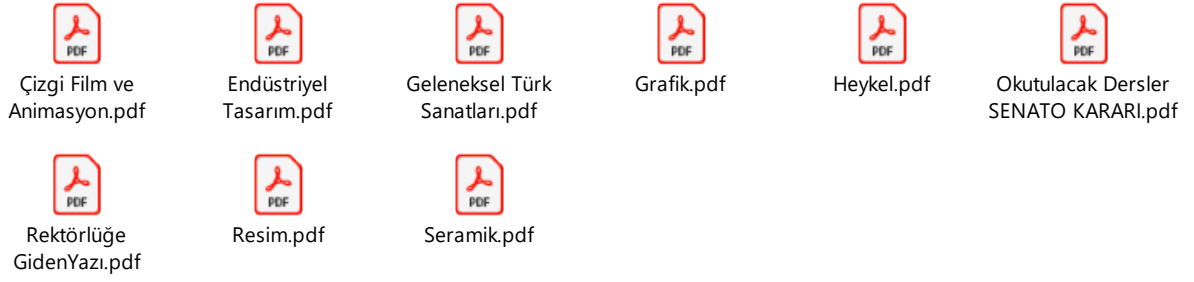 PDF
PDF
PDF
PDF
PDF
PDF
Çizgi Film ve
Animasyon.pdf
Endüstriyel
Tasarım.pdf
Geleneksel Türk
Sanatları.pdf
Grafik.pdf
Heykel.pdf
Okutulacak Dersler
SENATO KARARI.pdf
PDF
PDF
PDF
Rektörlüğe
GidenYazı.pdf
Resim.pdf
Seramik.pdf